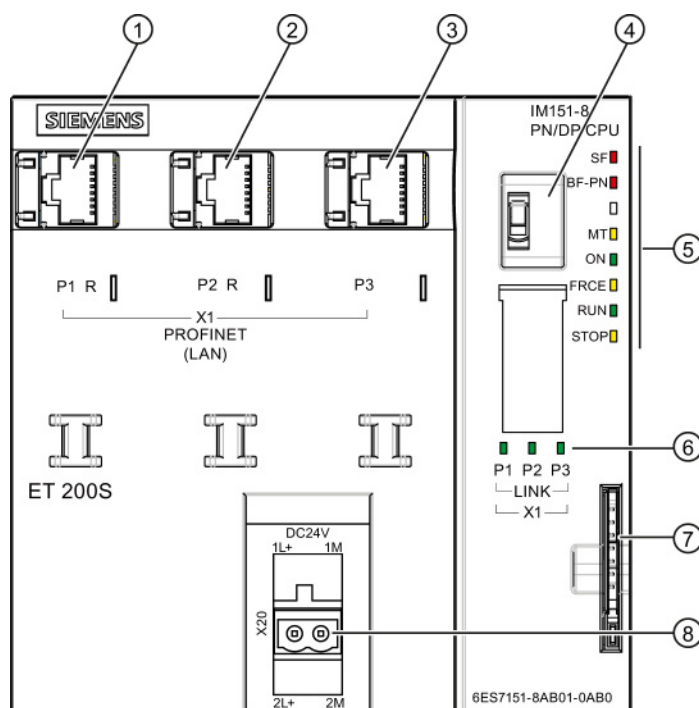 1 2 3 4
SIEMENS
IM151-8
PN/DP CPU
SF
BF-PN
MT
ON
FRCE
RUN
STOP
5
P1 R P2 R P3
X1
PROFINET
(LAN)
6
P1 P2 P3
LINK
X1
ET 200S
7
DC24V
1L+ 1M
X20
8
2L+ 2M
6ES7151-8AB01-0AB0